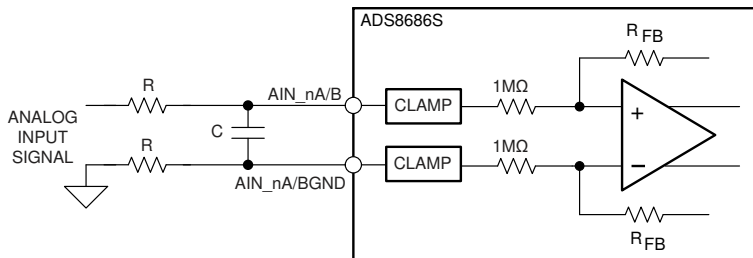 ADS8686S
R FB
R
AIN_nA/B
CLAMP
1MΩ
+
ANALOG
INPUT
SIGNAL
C
R
AIN_nA/BGND
CLAMP
1MΩ
−
R FB